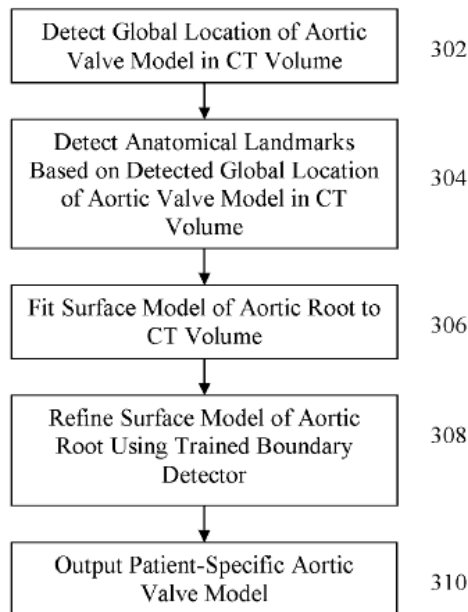 Detect Global Location of Aortic
Valve Model in CT Volume
302
Detect Anatomical Landmarks
Based on Detected Global Location
of Aortic Valve Model in CT
Volume
304
Fit Surface Model of Aortic Root to
CT Volume
306
Refine Surface Model of Aortic
Root Using Trained Boundary
Detector
308
Output Patient-Specific Aortic
Valve Model
310